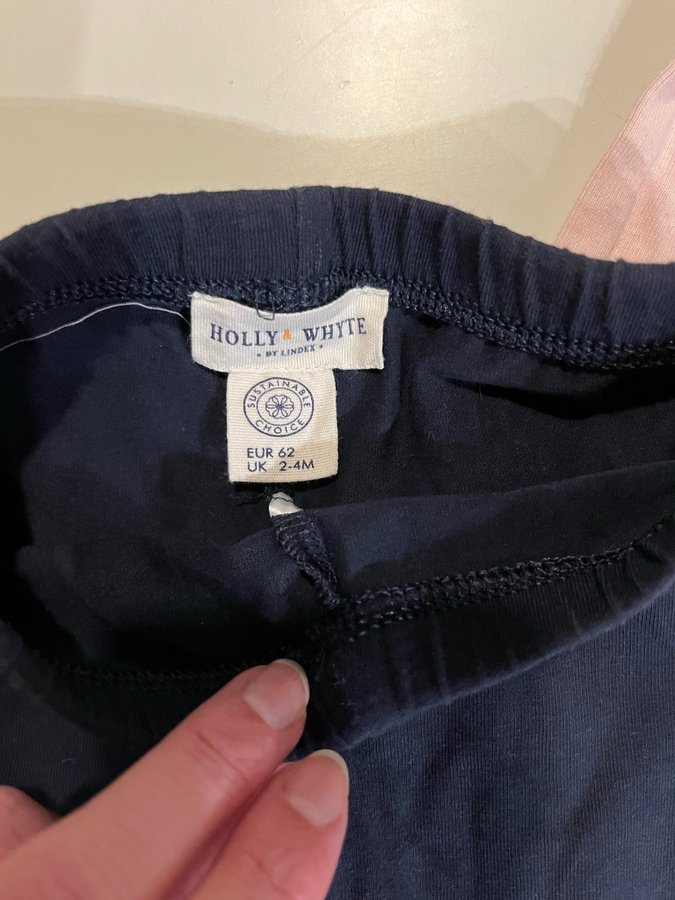 HOLLY & WHYTE
• BY LINDEX •
SUSTAINABLE
CHOICE
EUR 62
UK 2-4M